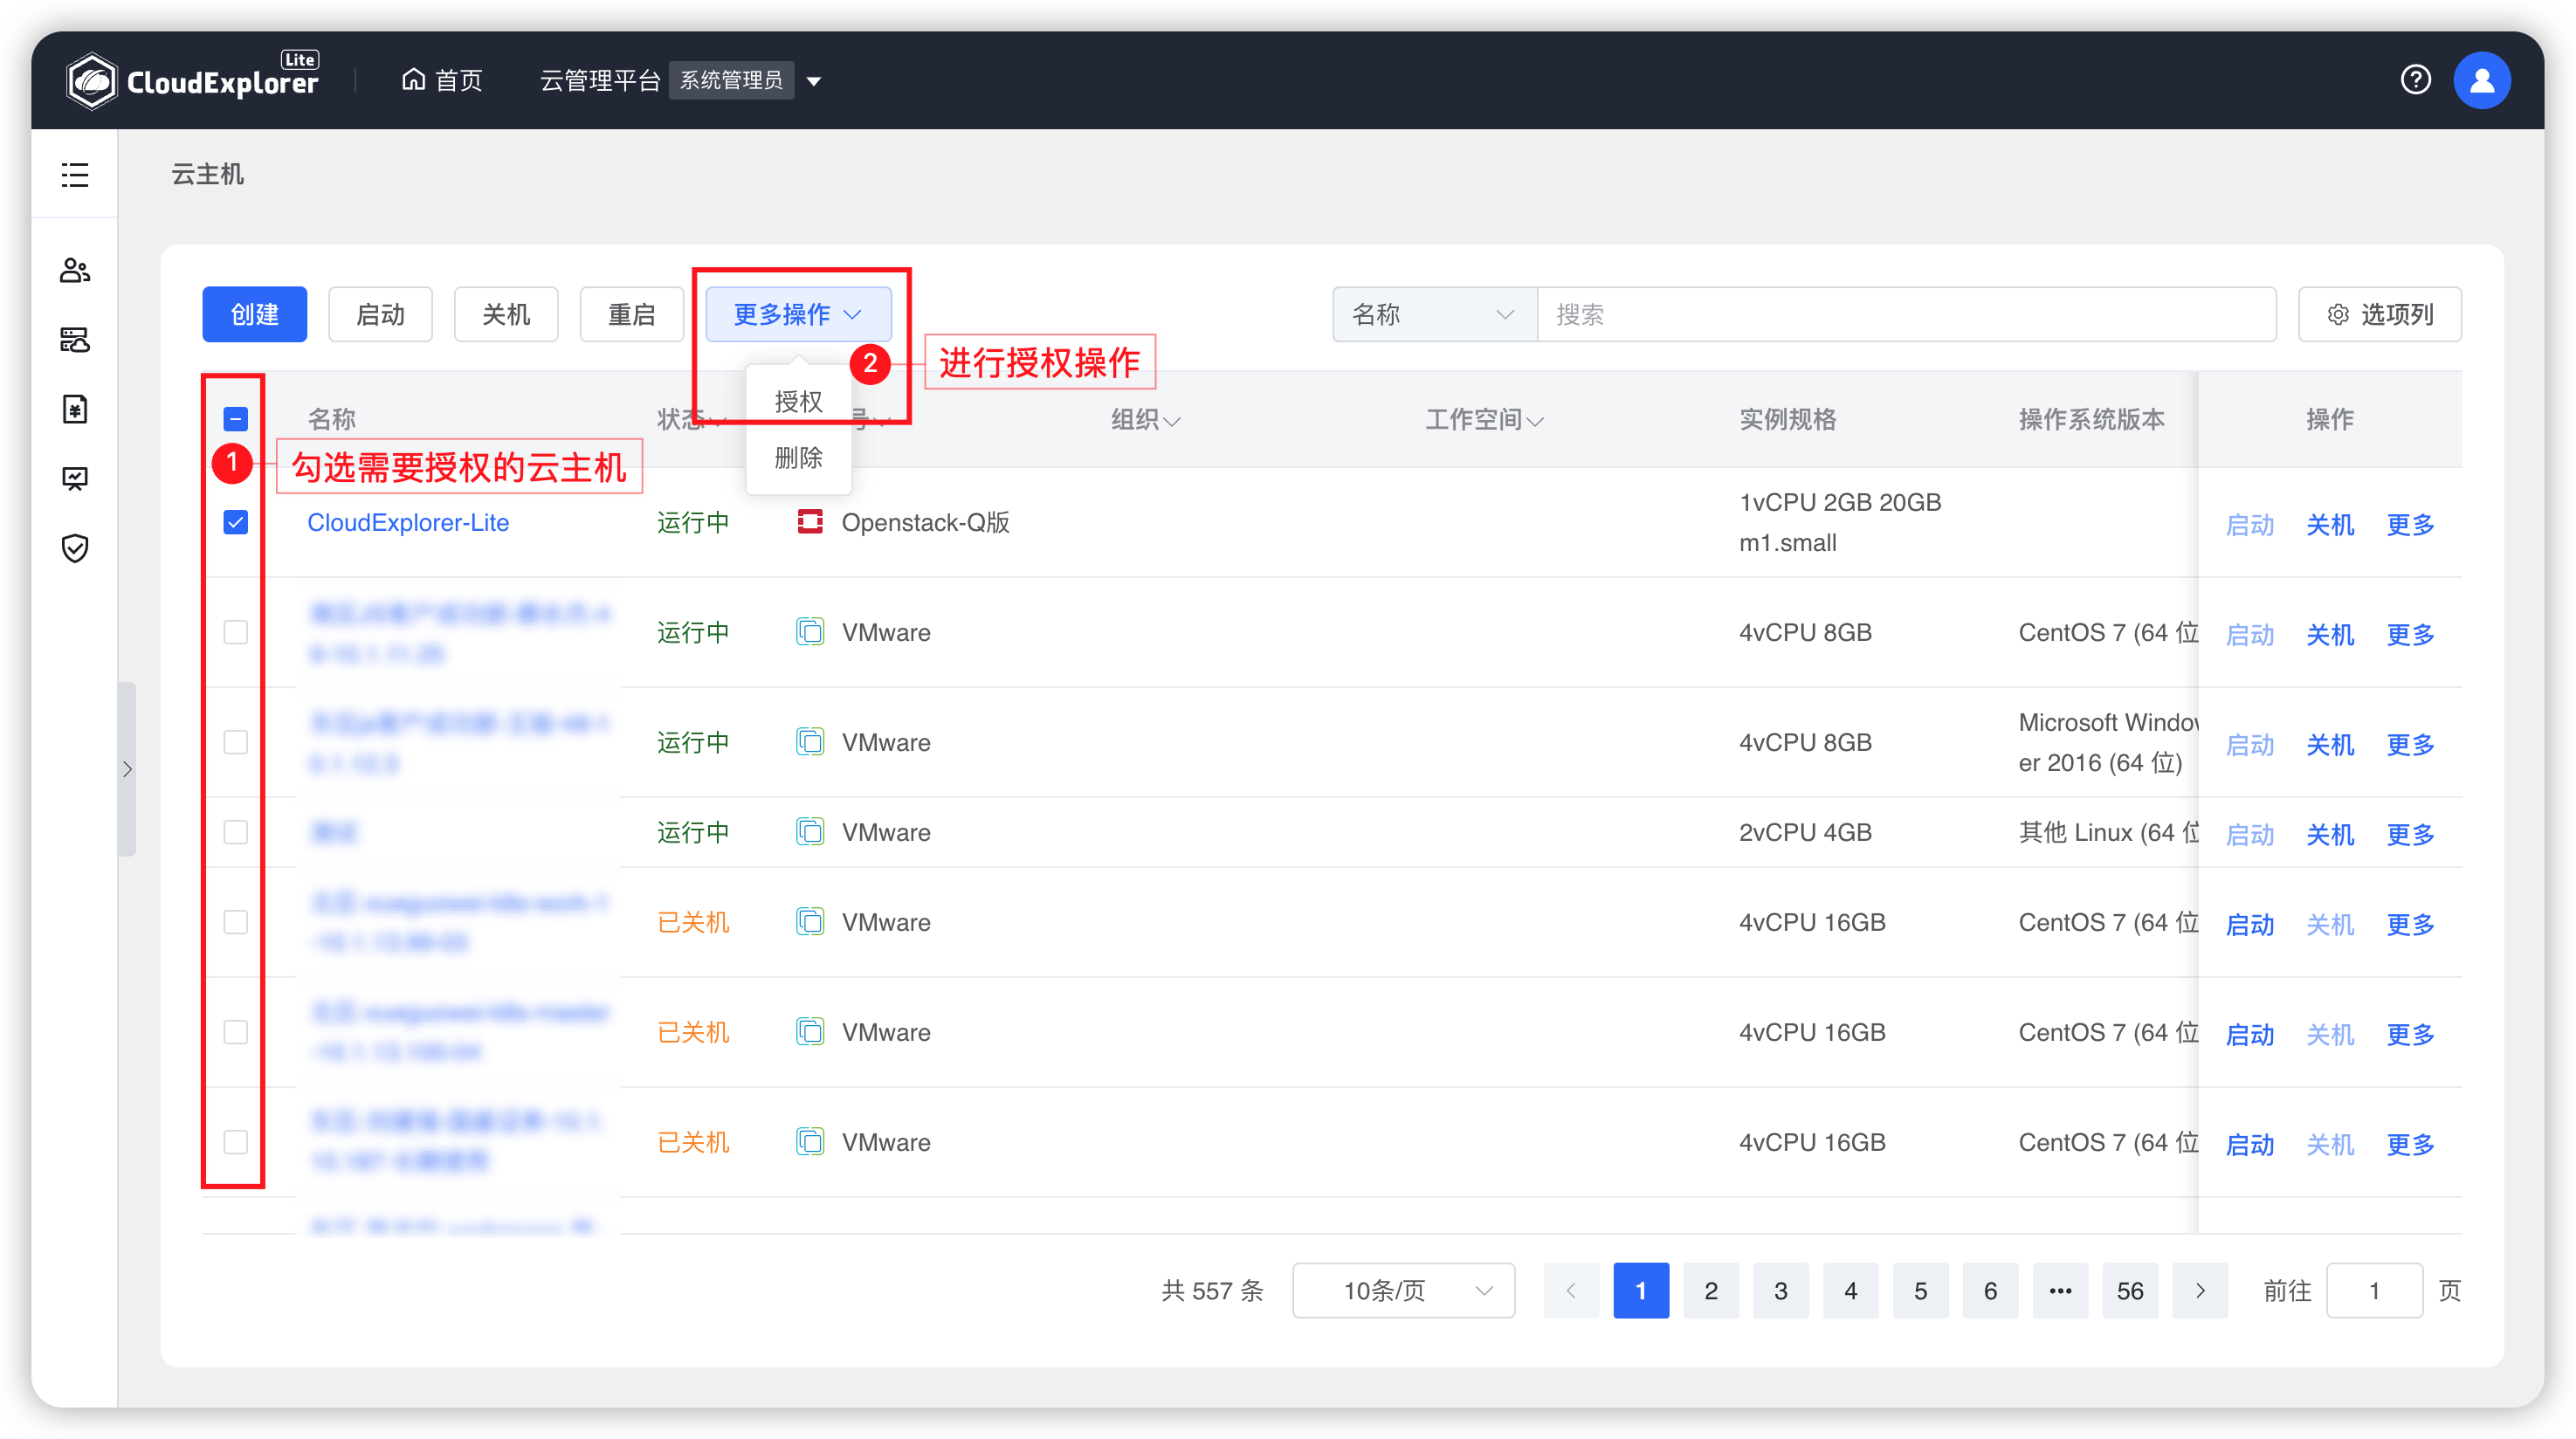 CloudExplorer Lite
首页
云管理平台 系统管理员
云主机
创建 启动 关机 重启 更多操作 名称 搜索 选项列
2 进行授权操作
授权
删除
名称 状态 号 组织 工作空间 实例规格 操作系统版本 操作
1 勾选需要授权的云主机
CloudExplorer-Lite 运行中 Openstack-Q版 1vCPU 2GB 20GB 启动 关机 更多
m1.small
运行中 VMware 4vCPU 8GB CentOS 7 (64 位 启动 关机 更多
运行中 VMware 4vCPU 8GB Microsoft Window 启动 关机 更多
er 2016 (64 位)
运行中 VMware 2vCPU 4GB 其他 Linux (64 位 启动 关机 更多
已关机 VMware 4vCPU 16GB CentOS 7 (64 位 启动 关机 更多
已关机 VMware 4vCPU 16GB CentOS 7 (64 位 启动 关机 更多
已关机 VMware 4vCPU 16GB CentOS 7 (64 位 启动 关机 更多
共 557 条 10条/页 1 2 3 4 5 6 ••• 56 前往 1 页